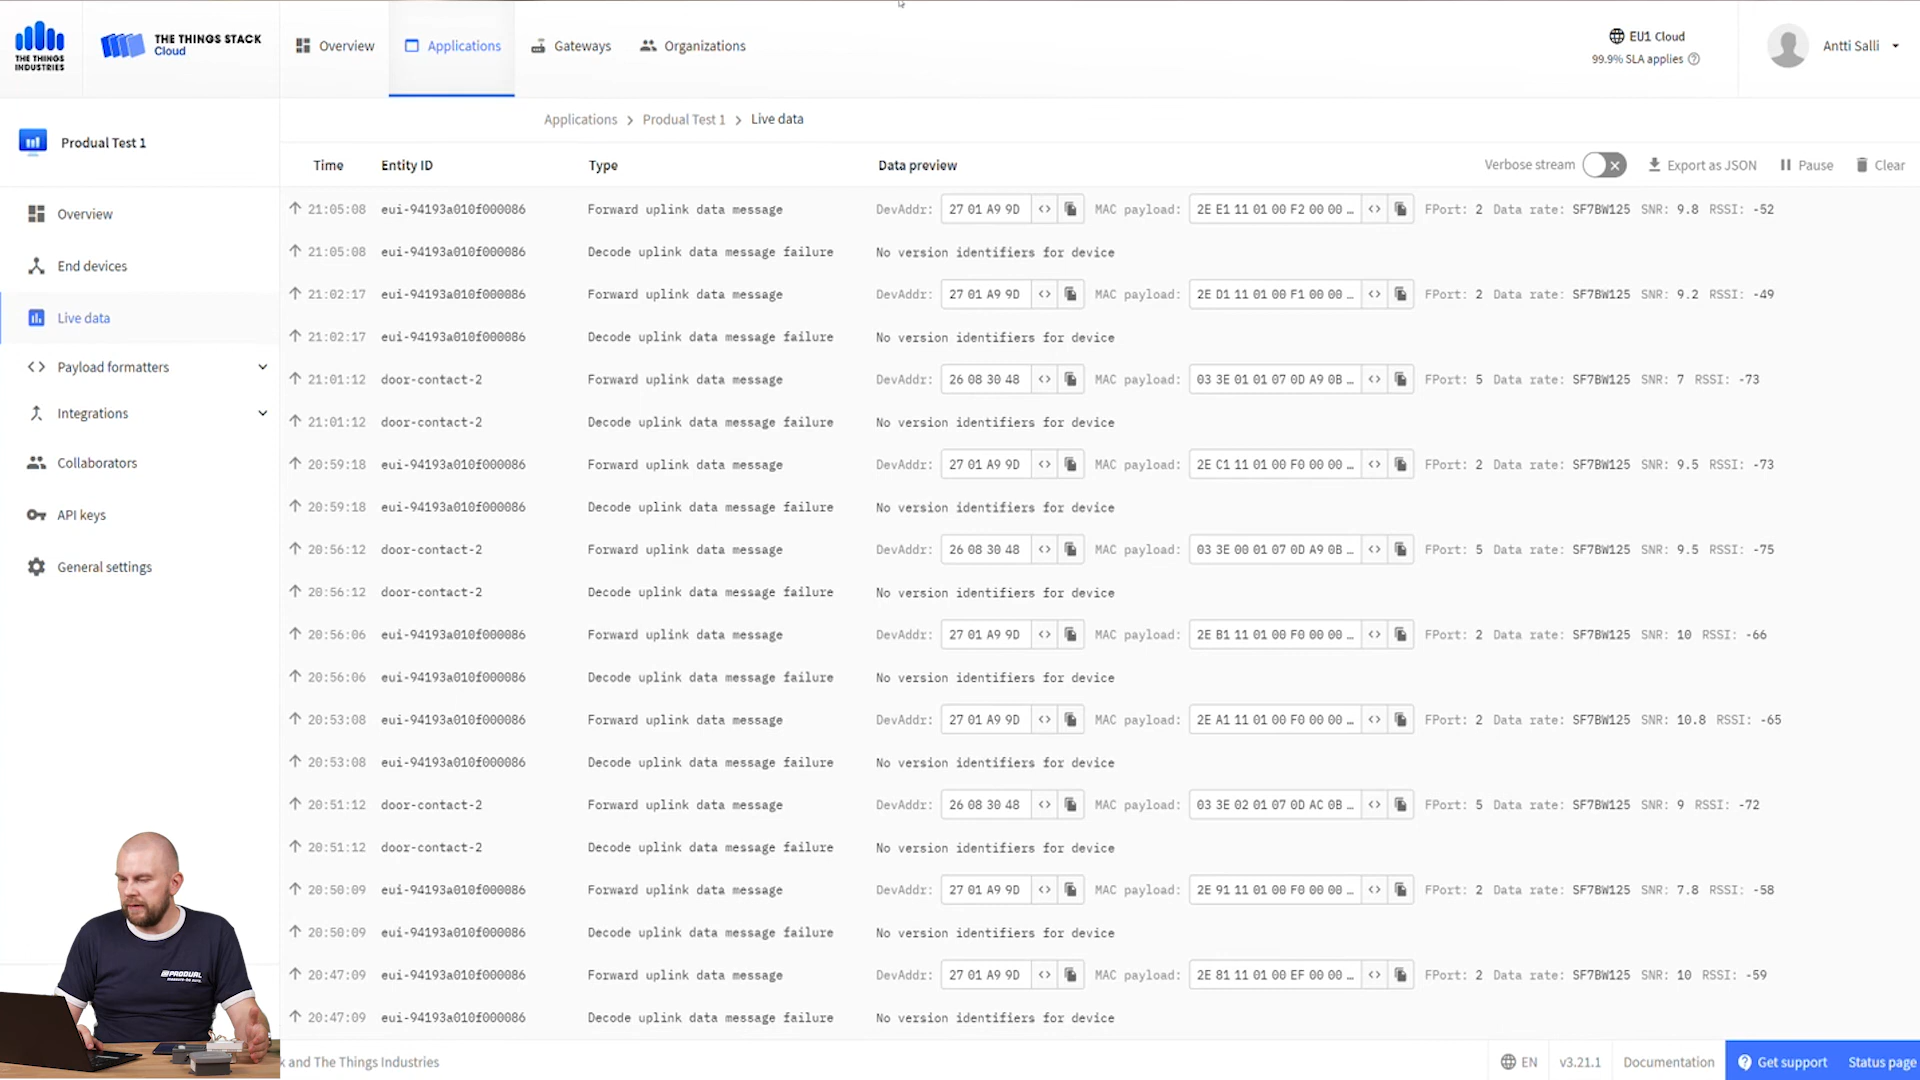 THE THINGS INDUSTRIES
THE THINGS STACK
Cloud
Overview
Applications
Gateways
Organizations
EU1 Cloud
99.9% SLA applies
Antti Salli
Produal Test 1
Applications > Produal Test 1 > Live data
Time Entity ID Type Data preview Verbose stream Export as JSON Pause Clear
Overview
End devices
Live data
Payload formatters
Integrations
Collaborators
API keys
General settings
21:05:08 eui-94193a010f000086 Forward uplink data message DevAddr: 27 01 A9 9D <> MAC payload: 2E E1 11 01 00 F2 00 00 … <> FPort: 2 Data rate: SF7BW125 SNR: 9.8 RSSI: -52
21:05:08 eui-94193a010f000086 Decode uplink data message failure No version identifiers for device
21:02:17 eui-94193a010f000086 Forward uplink data message DevAddr: 27 01 A9 9D <> MAC payload: 2E D1 11 01 00 F1 00 00 … <> FPort: 2 Data rate: SF7BW125 SNR: 9.2 RSSI: -49
21:02:17 eui-94193a010f000086 Decode uplink data message failure No version identifiers for device
21:01:12 door-contact-2 Forward uplink data message DevAddr: 26 08 30 48 <> MAC payload: 03 3E 01 01 07 0D A9 0B … <> FPort: 5 Data rate: SF7BW125 SNR: 7 RSSI: -73
21:01:12 door-contact-2 Decode uplink data message failure No version identifiers for device
20:59:18 eui-94193a010f000086 Forward uplink data message DevAddr: 27 01 A9 9D <> MAC payload: 2E C1 11 01 00 F0 00 00 … <> FPort: 2 Data rate: SF7BW125 SNR: 9.5 RSSI: -73
20:59:18 eui-94193a010f000086 Decode uplink data message failure No version identifiers for device
20:56:12 door-contact-2 Forward uplink data message DevAddr: 26 08 30 48 <> MAC payload: 03 3E 00 01 07 0D A9 0B … <> FPort: 5 Data rate: SF7BW125 SNR: 9.5 RSSI: -75
20:56:12 door-contact-2 Decode uplink data message failure No version identifiers for device
20:56:06 eui-94193a010f000086 Forward uplink data message DevAddr: 27 01 A9 9D <> MAC payload: 2E B1 11 01 00 F0 00 00 … <> FPort: 2 Data rate: SF7BW125 SNR: 10 RSSI: -66
20:56:06 eui-94193a010f000086 Decode uplink data message failure No version identifiers for device
20:53:08 eui-94193a010f000086 Forward uplink data message DevAddr: 27 01 A9 9D <> MAC payload: 2E A1 11 01 00 F0 00 00 … <> FPort: 2 Data rate: SF7BW125 SNR: 10.8 RSSI: -65
20:53:08 eui-94193a010f000086 Decode uplink data message failure No version identifiers for device
20:51:12 door-contact-2 Forward uplink data message DevAddr: 26 08 30 48 <> MAC payload: 03 3E 02 01 07 0D AC 0B … <> FPort: 5 Data rate: SF7BW125 SNR: 9 RSSI: -72
20:51:12 door-contact-2 Decode uplink data message failure No version identifiers for device
20:50:09 eui-94193a010f000086 Forward uplink data message DevAddr: 27 01 A9 9D <> MAC payload: 2E 91 11 01 00 F0 00 00 … <> FPort: 2 Data rate: SF7BW125 SNR: 7.8 RSSI: -58
20:50:09 eui-94193a010f000086 Decode uplink data message failure No version identifiers for device
20:47:09 eui-94193a010f000086 Forward uplink data message DevAddr: 27 01 A9 9D <> MAC payload: 2E 81 11 01 00 EF 00 00 … <> FPort: 2 Data rate: SF7BW125 SNR: 10 RSSI: -59
20:47:09 eui-94193a010f000086 Decode uplink data message failure No version identifiers for device
PRODUAL
k and The Things Industries
EN v3.21.1 Documentation Get support Status page